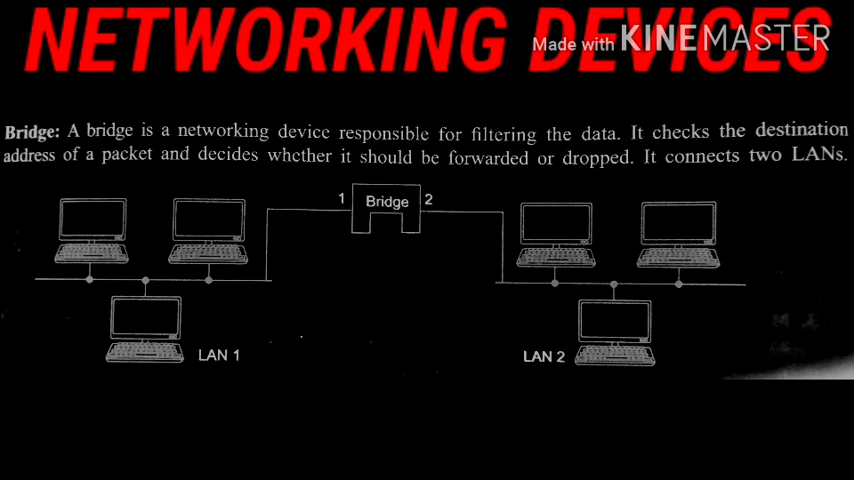 NETWORKING DEVICES
Made with KINEMASTER
Bridge: A bridge is a networking device responsible for filtering the data. It checks the destination
address of a packet and decides whether it should be forwarded or dropped. It connects two LANs.
1 Bridge 2
LAN 1
LAN 2